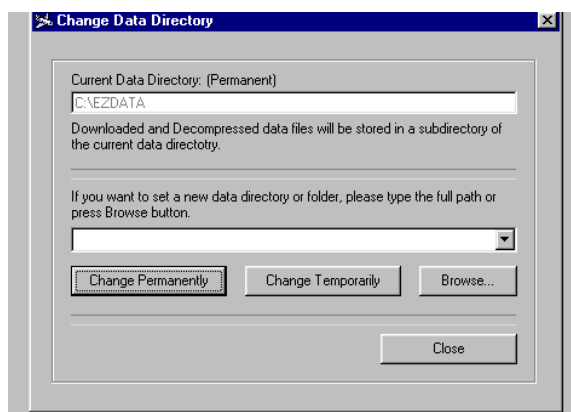 Change Data Directory
Current Data Directory: (Permanent)
C:\EZDATA
Downloaded and Decompressed data files will be stored in a subdirectory of
the current data directotry.
If you want to set a new data directory or folder, please type the full path or
press Browse button.
Change Permanently Change Temporarily Browse...
Close